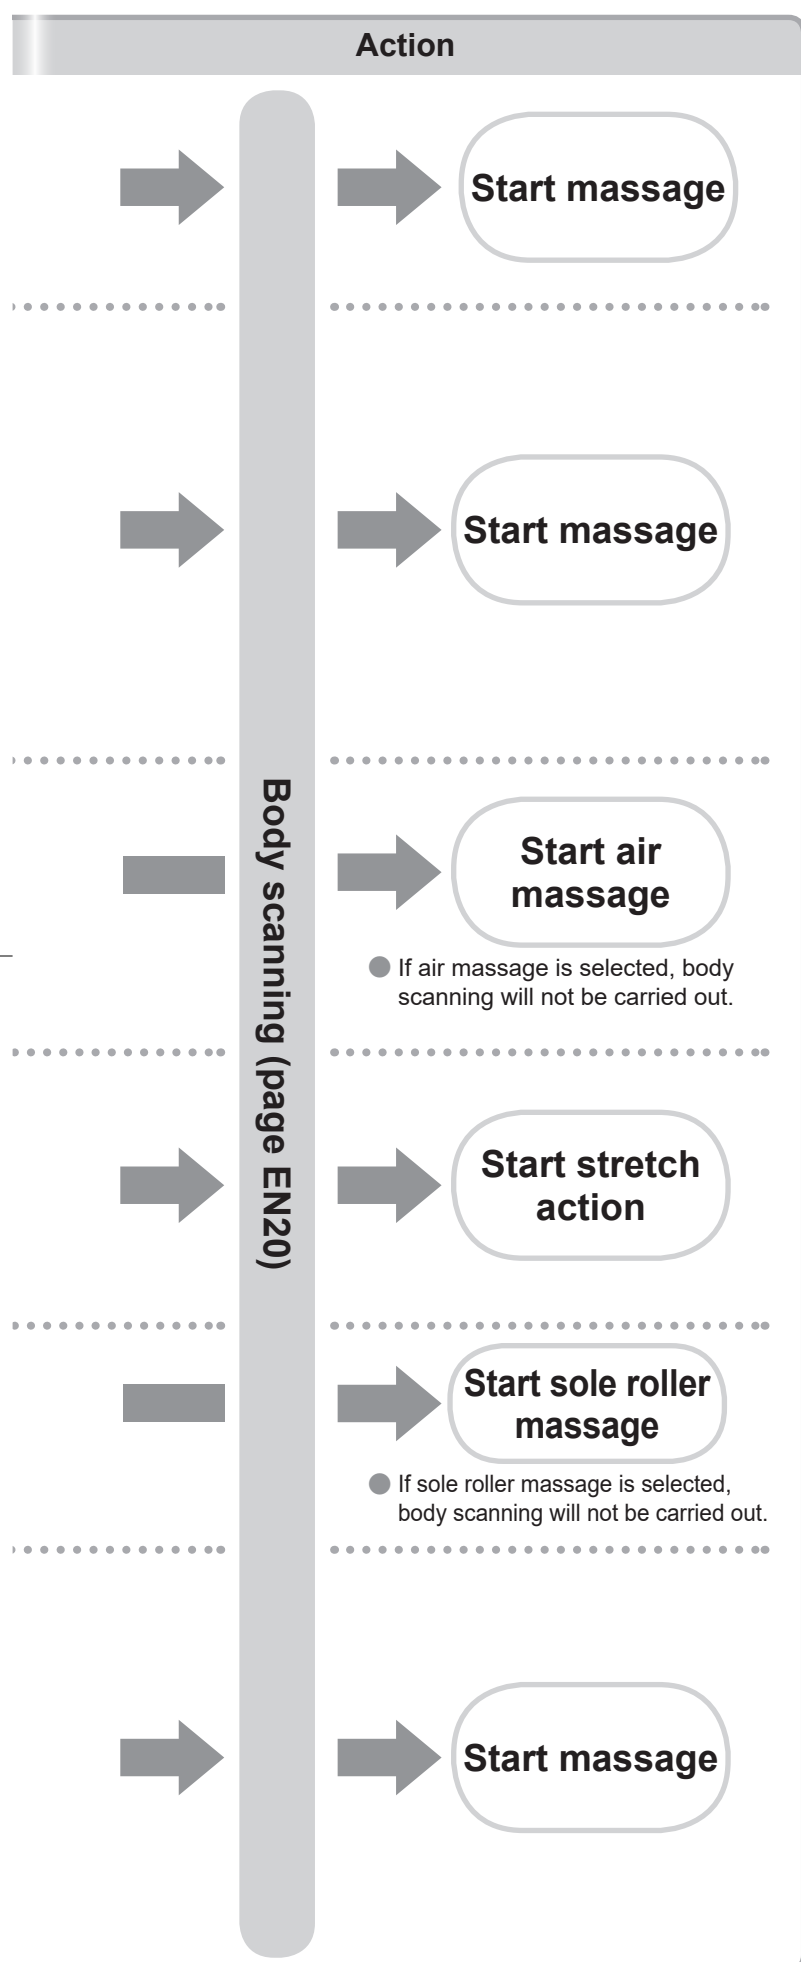 Action
Start massage
Start massage
Body scanning (page EN20)
Start air
massage
● If air massage is selected, body
scanning will not be carried out.
Start stretch
action
Start sole roller
massage
● If sole roller massage is selected,
body scanning will not be carried out.
Start massage